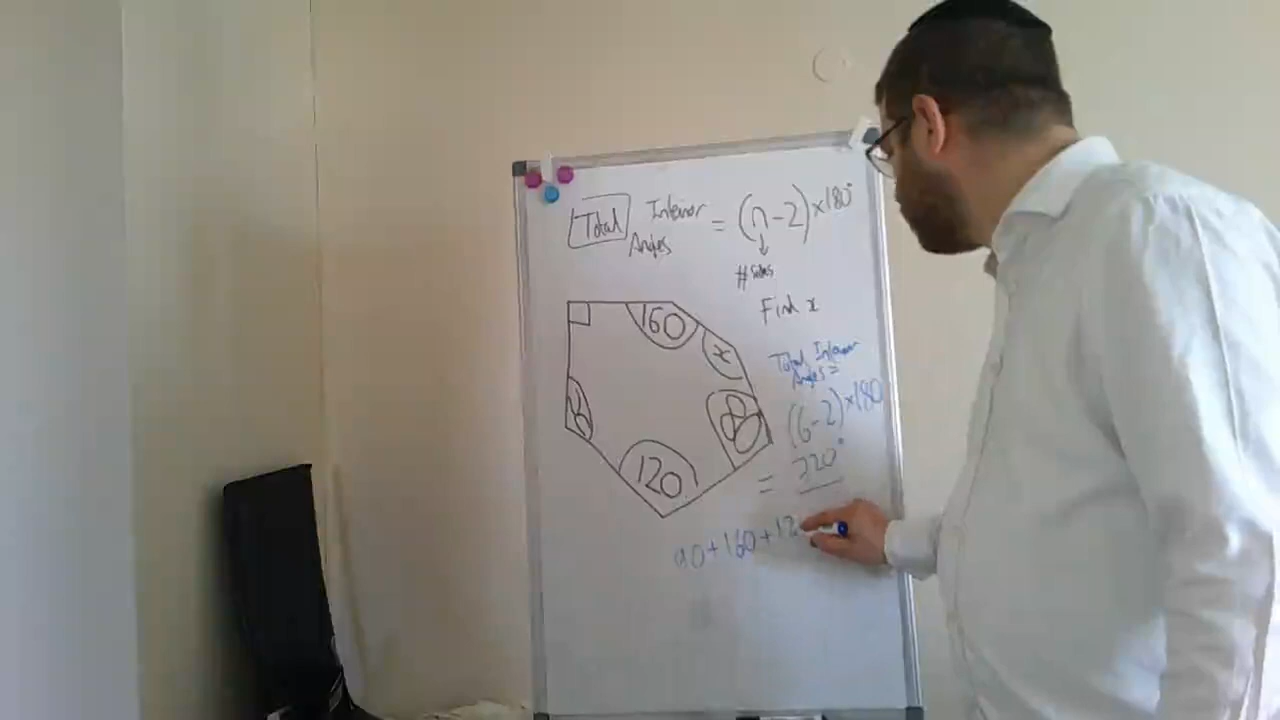 Total Interior Angles = (n-2)×180°
# sides
Find x
160
x
120
Total Interior
Angles =
(6-2)×180
= 720°
90+160+12